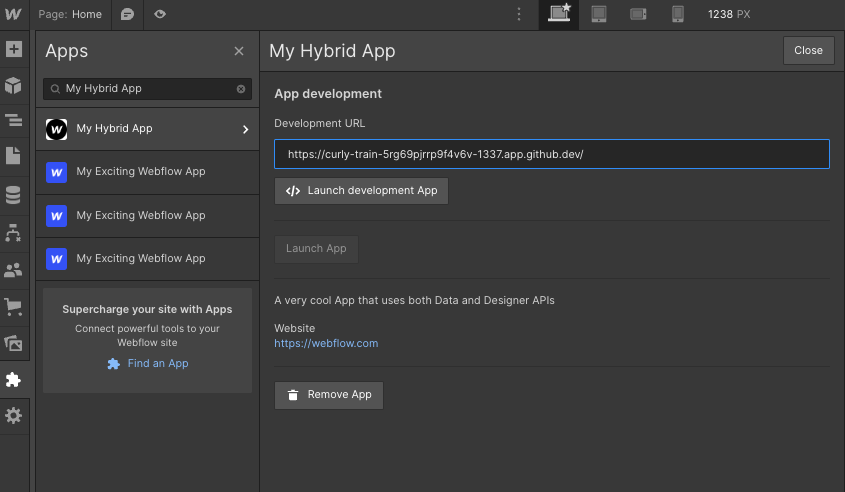 Page: Home
1238 PX
Apps
My Hybrid App
My Hybrid App
My Exciting Webflow App
My Exciting Webflow App
My Exciting Webflow App
Supercharge your site with Apps
Connect powerful tools to your
Webflow site
Find an App
My Hybrid App
Close
App development
Development URL
https://curly-train-5rg69pjrrp9f4v6v-1337.app.github.dev/
Launch development App
Launch App
A very cool App that uses both Data and Designer APIs
Website
https://webflow.com
Remove App